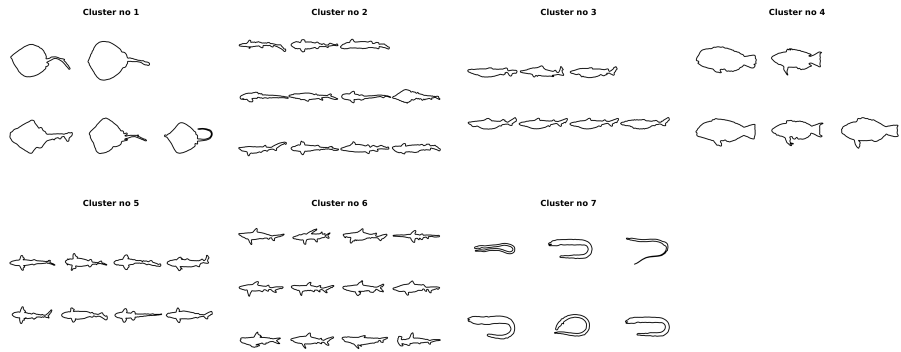 Cluster no 1
Cluster no 2
Cluster no 3
Cluster no 4
Cluster no 5
Cluster no 6
Cluster no 7